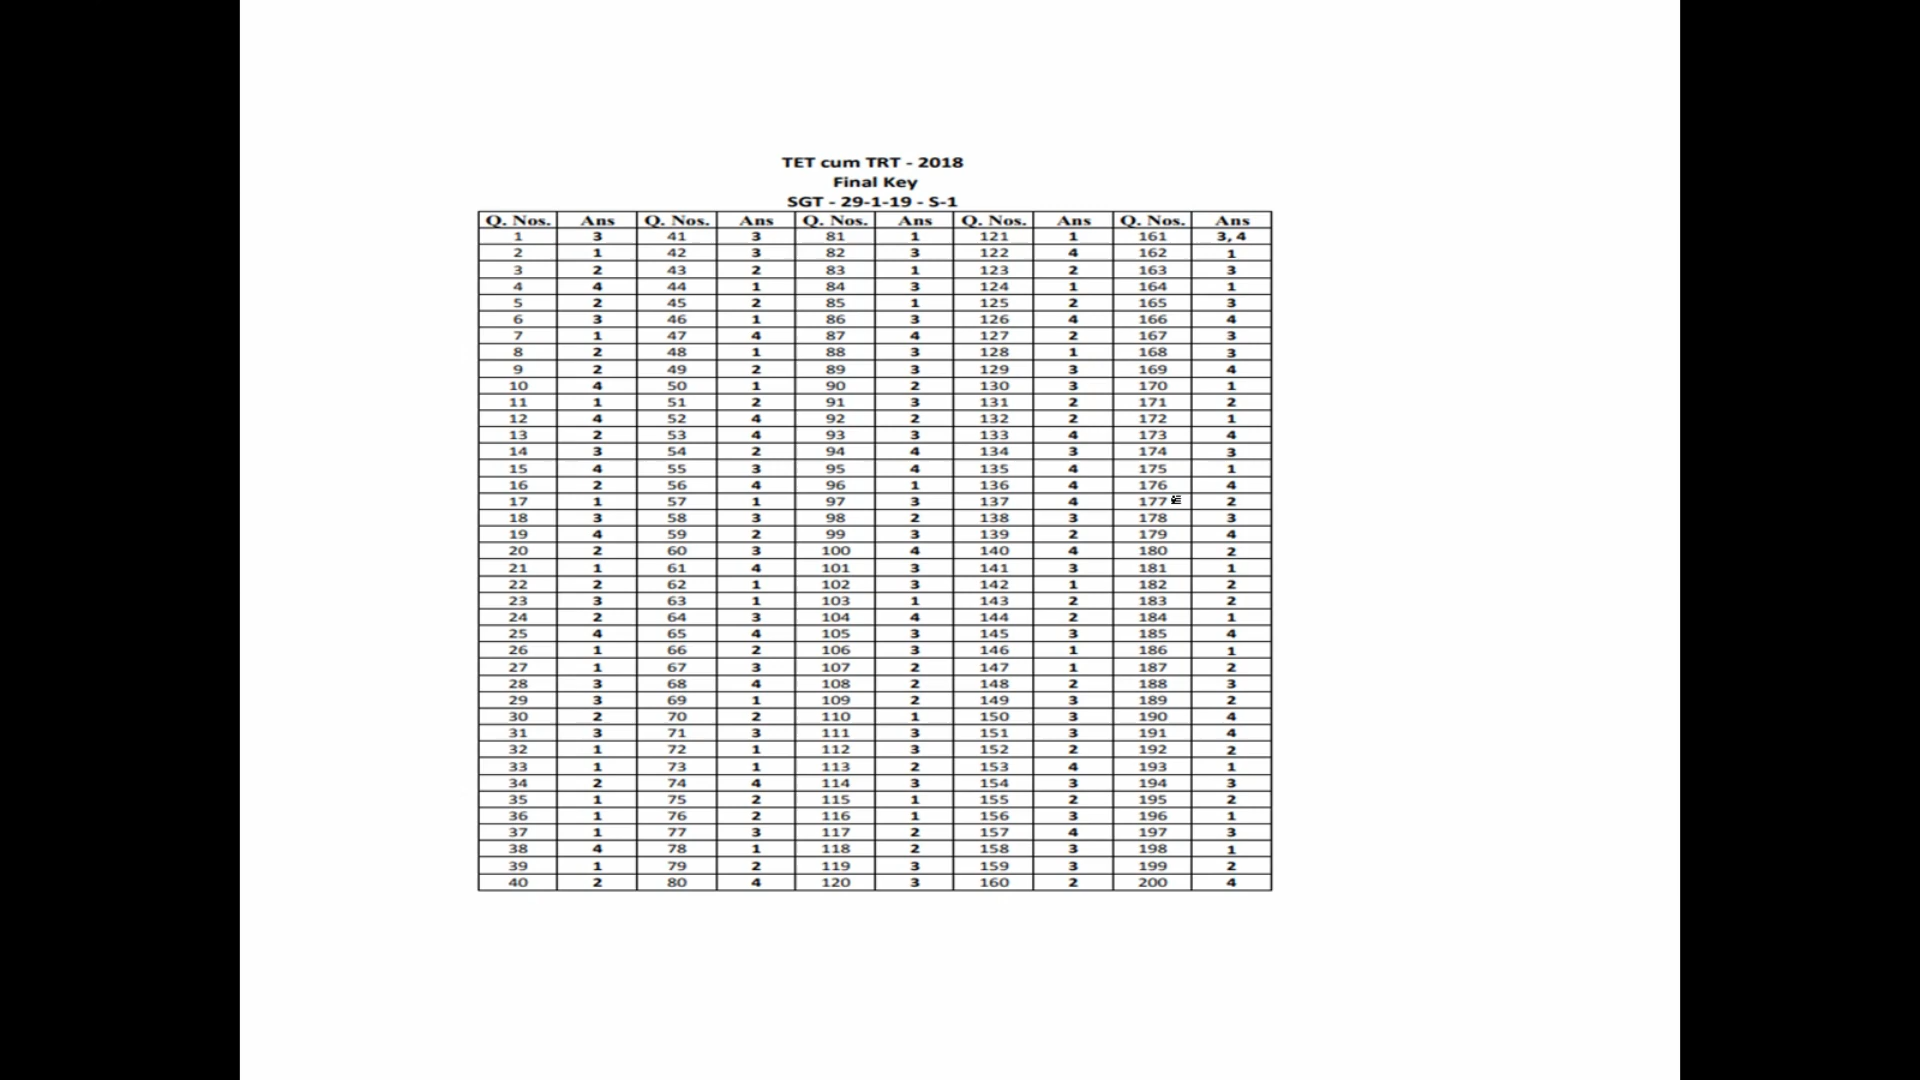 TET cum TRT - 2018
Final Key
SGT - 29-1-19 - S-1
Q. Nos. Ans Q. Nos. Ans Q. Nos. Ans Q. Nos. Ans Q. Nos. Ans
1 3 41 3 81 1 121 1 161 3, 4
2 1 42 3 82 3 122 4 162 1
3 2 43 2 83 1 123 2 163 3
4 4 44 1 84 3 124 1 164 1
5 2 45 2 85 1 125 2 165 3
6 3 46 1 86 3 126 4 166 4
7 1 47 4 87 4 127 2 167 3
8 2 48 1 88 3 128 1 168 3
9 2 49 2 89 3 129 3 169 4
10 4 50 1 90 2 130 3 170 1
11 1 51 2 91 3 131 2 171 2
12 4 52 4 92 2 132 2 172 1
13 2 53 4 93 3 133 4 173 4
14 3 54 2 94 4 134 3 174 3
15 4 55 3 95 4 135 4 175 1
16 2 56 4 96 1 136 4 176 4
17 1 57 1 97 3 137 4 177 2
18 3 58 3 98 2 138 3 178 3
19 4 59 2 99 3 139 2 179 4
20 2 60 3 100 4 140 4 180 2
21 1 61 4 101 3 141 3 181 1
22 2 62 1 102 3 142 1 182 2
23 3 63 1 103 1 143 2 183 2
24 2 64 3 104 4 144 2 184 1
25 4 65 4 105 3 145 3 185 4
26 1 66 2 106 3 146 1 186 1
27 1 67 3 107 2 147 1 187 2
28 3 68 4 108 2 148 2 188 3
29 3 69 1 109 2 149 3 189 2
30 2 70 2 110 1 150 3 190 4
31 3 71 3 111 3 151 3 191 4
32 1 72 1 112 3 152 2 192 2
33 1 73 1 113 2 153 4 193 1
34 2 74 4 114 3 154 3 194 3
35 1 75 2 115 1 155 2 195 2
36 1 76 2 116 1 156 3 196 1
37 1 77 3 117 2 157 4 197 3
38 4 78 1 118 2 158 3 198 1
39 1 79 2 119 3 159 3 199 2
40 2 80 4 120 3 160 2 200 4